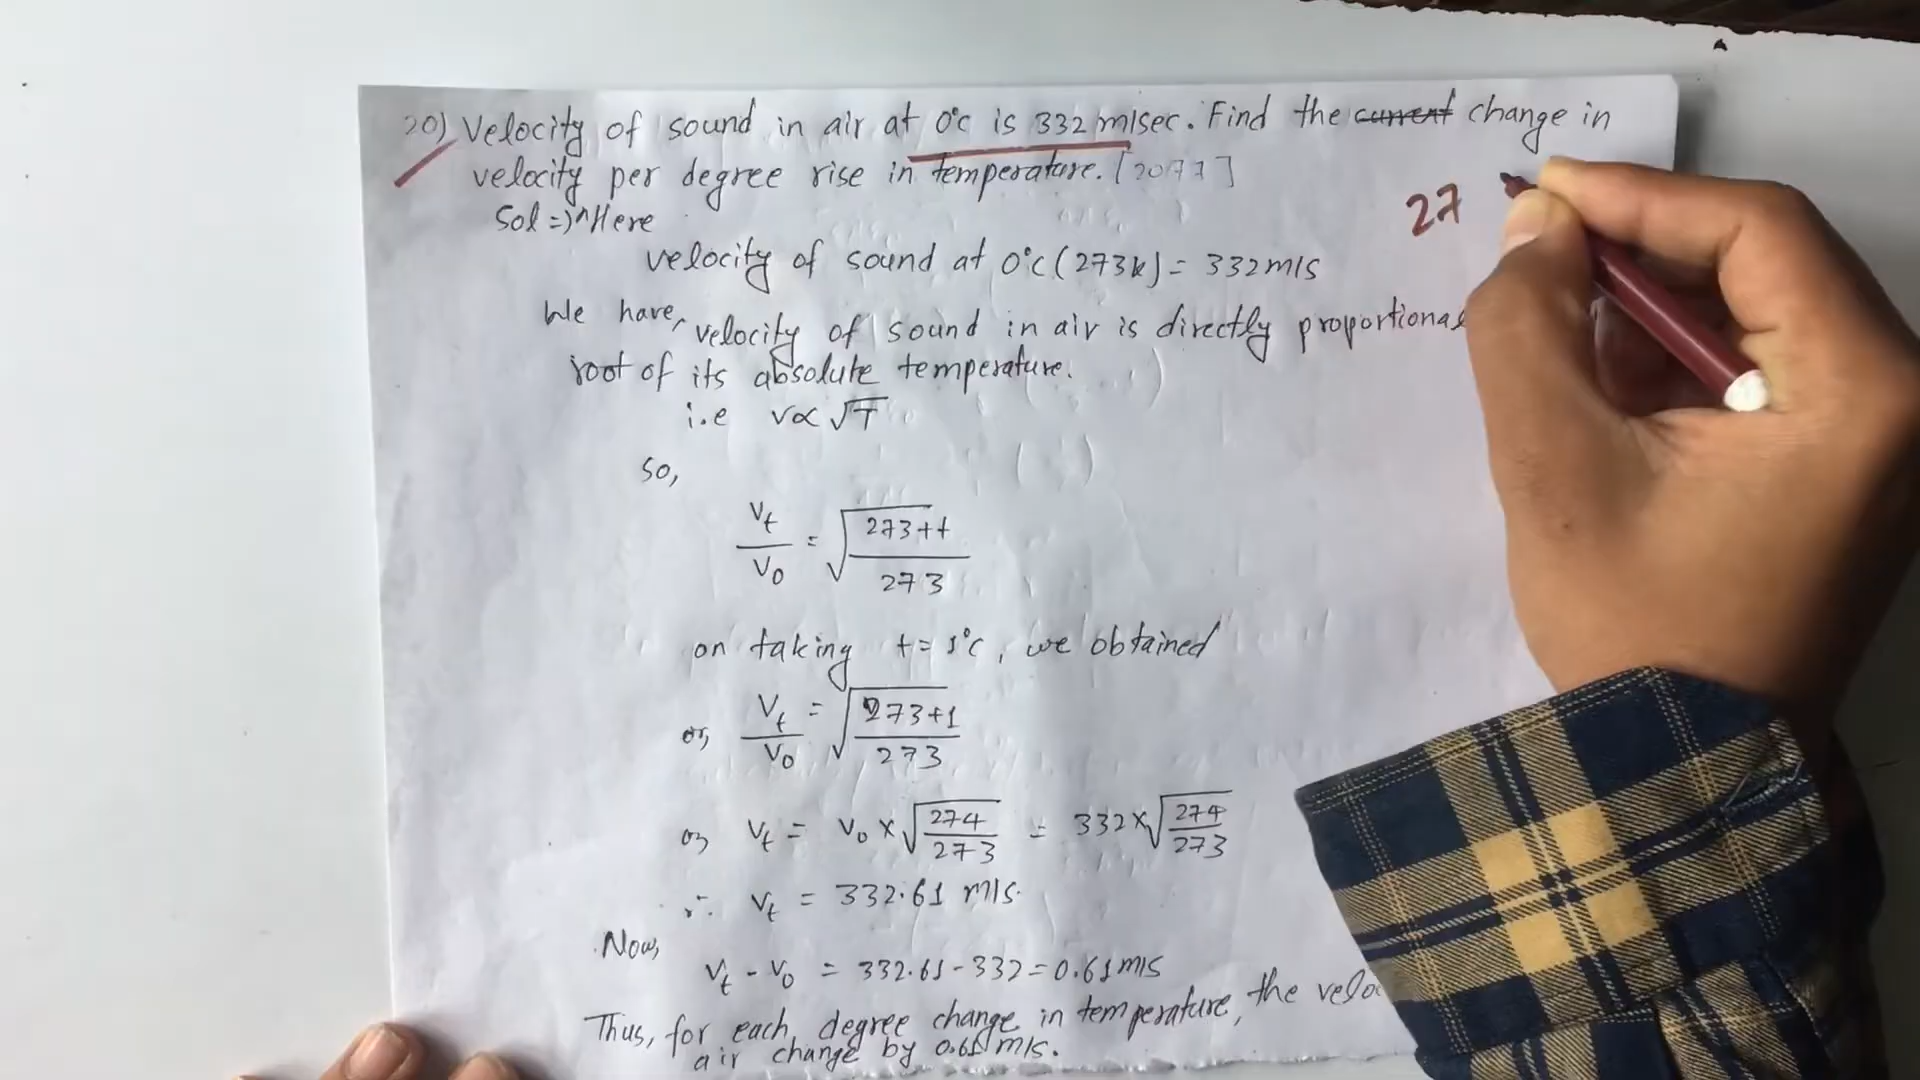 20) Velocity of sound in air at 0°c is 332 m/sec. Find the current change in
velocity per degree rise in temperature. [2077]
27
Sol =>^n Here
velocity of sound at 0°c (273k) = 332m/s
We have, velocity of sound in air is directly proportional
root of its absolute temperature.
i.e v∝ √T
So,
Vt/V0 = √(273+t/273)
on taking t = 1°c, we obtained
or, Vt/V0 = √(273+1/273)
or Vt = V0 × √(274/273) = 332×√(274/273)
∴ Vt = 332.61 m/s.
Now,
Vt - V0 = 332.61 - 332 = 0.61m/s
Thus, for each degree change in temperature, the
air change by 0.61m/s.